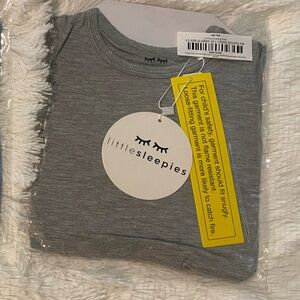 little sleepies
For child's safety, garment should fit snugly.
This garment is not flame resistant.
Loose-fitting garment is more likely to catch fire.